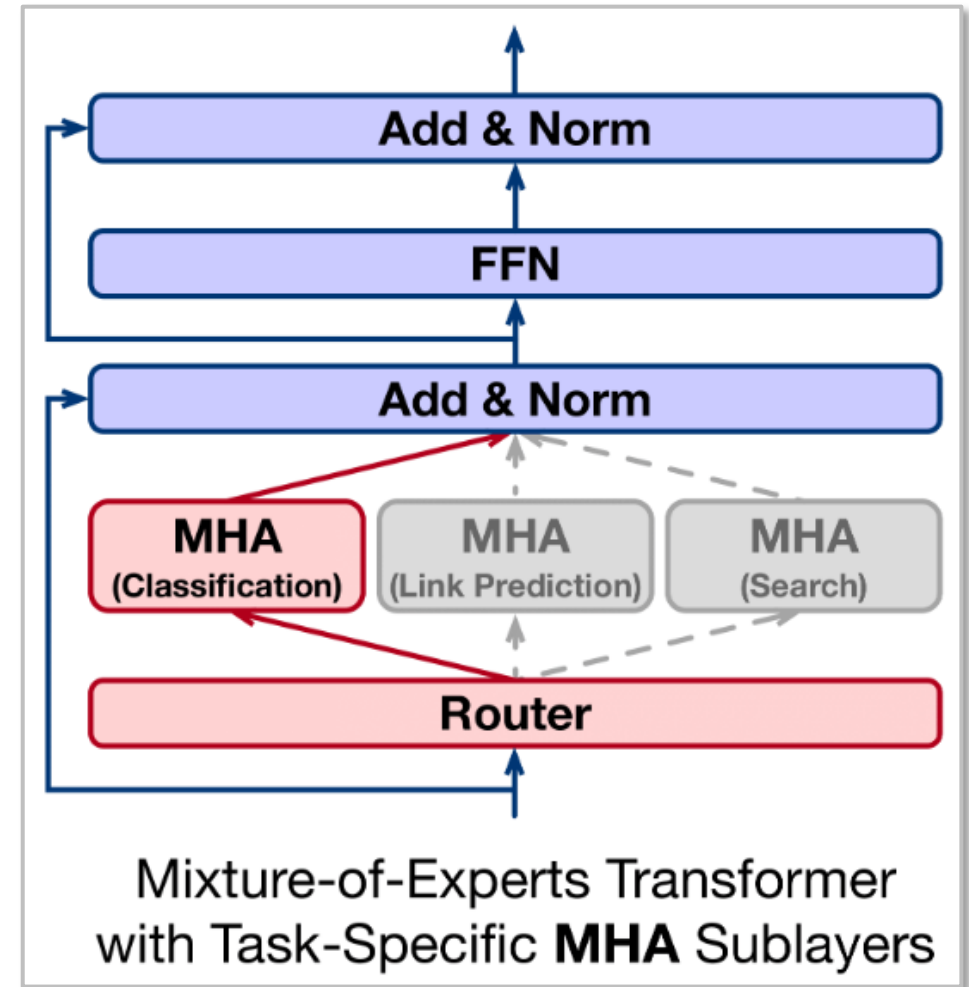 Add & Norm
FFN
Add & Norm
MHA
(Classification)
MHA
(Link Prediction)
MHA
(Search)
Router
Mixture-of-Experts Transformer
with Task-Specific MHA Sublayers